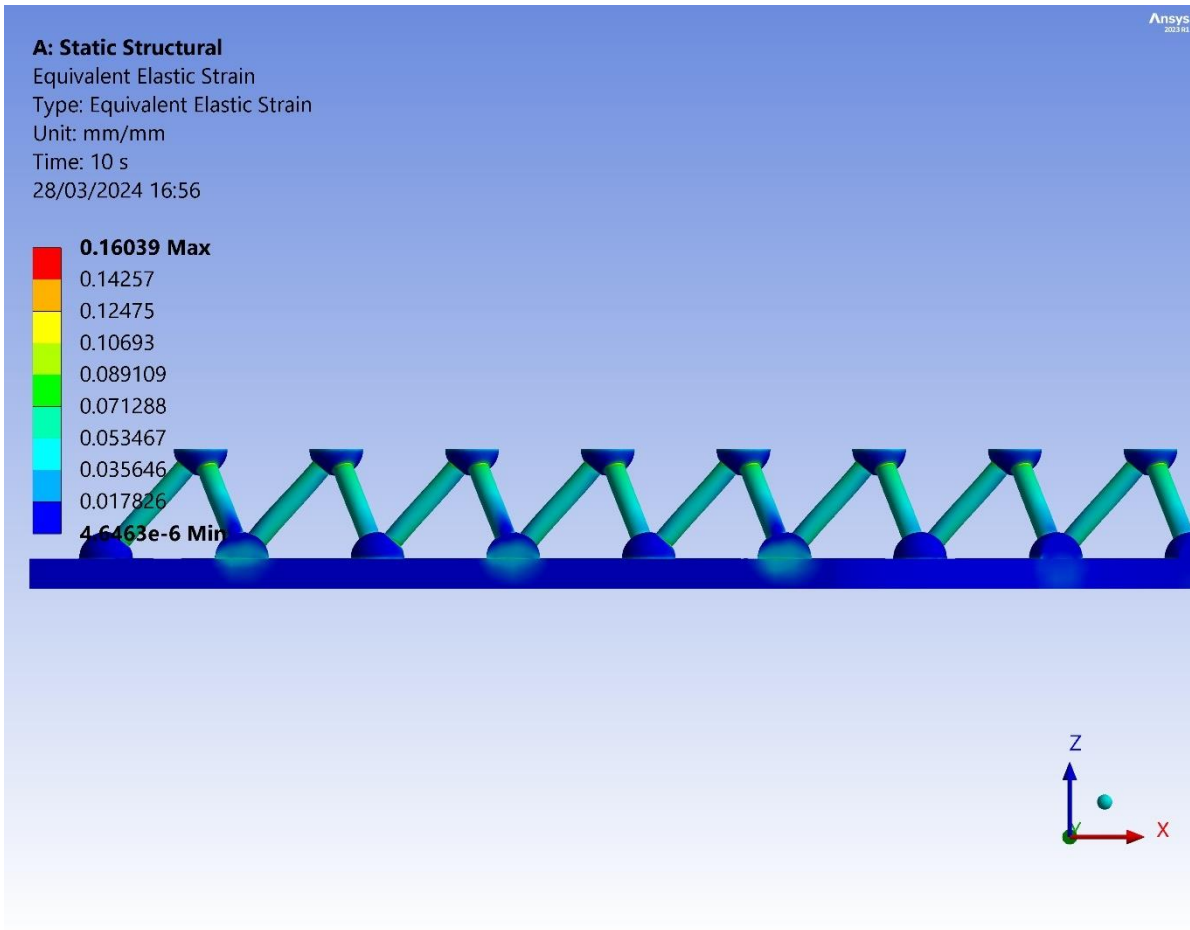 Ansys
2023 R1
A: Static Structural
Equivalent Elastic Strain
Type: Equivalent Elastic Strain
Unit: mm/mm
Time: 10 s
28/03/2024 16:56
0.16039 Max
0.14257
0.12475
0.10693
0.089109
0.071288
0.053467
0.035646
0.017826
4.6463e-6 Min
Z
Y
X